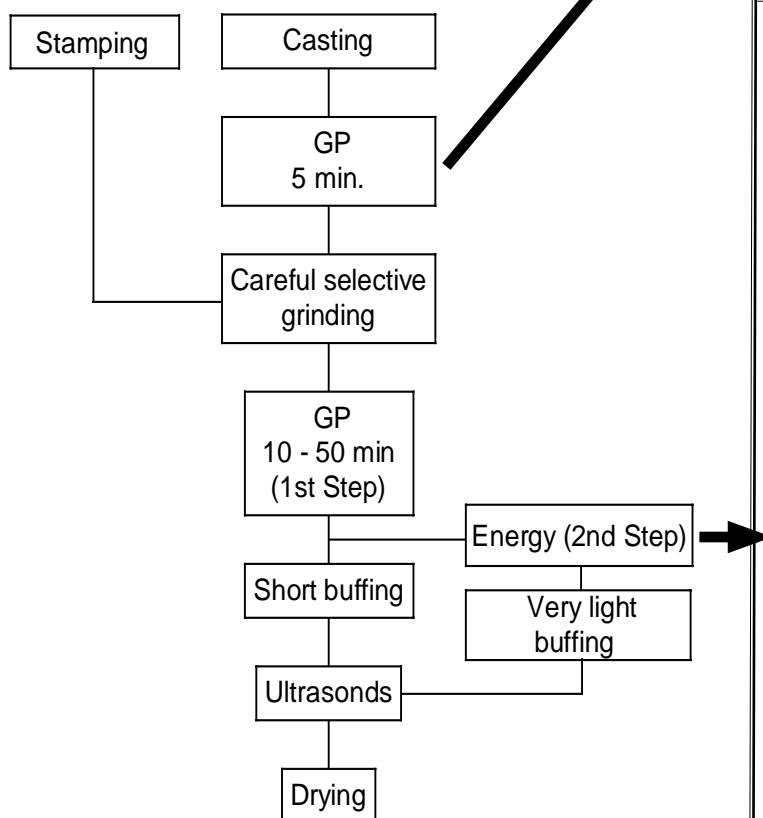 Stamping
Casting
GP
5 min.
Careful selective
grinding
GP
10 - 50 min
(1st Step)
Energy (2nd Step)
Short buffing
Very light
buffing
Ultrasonds
Drying